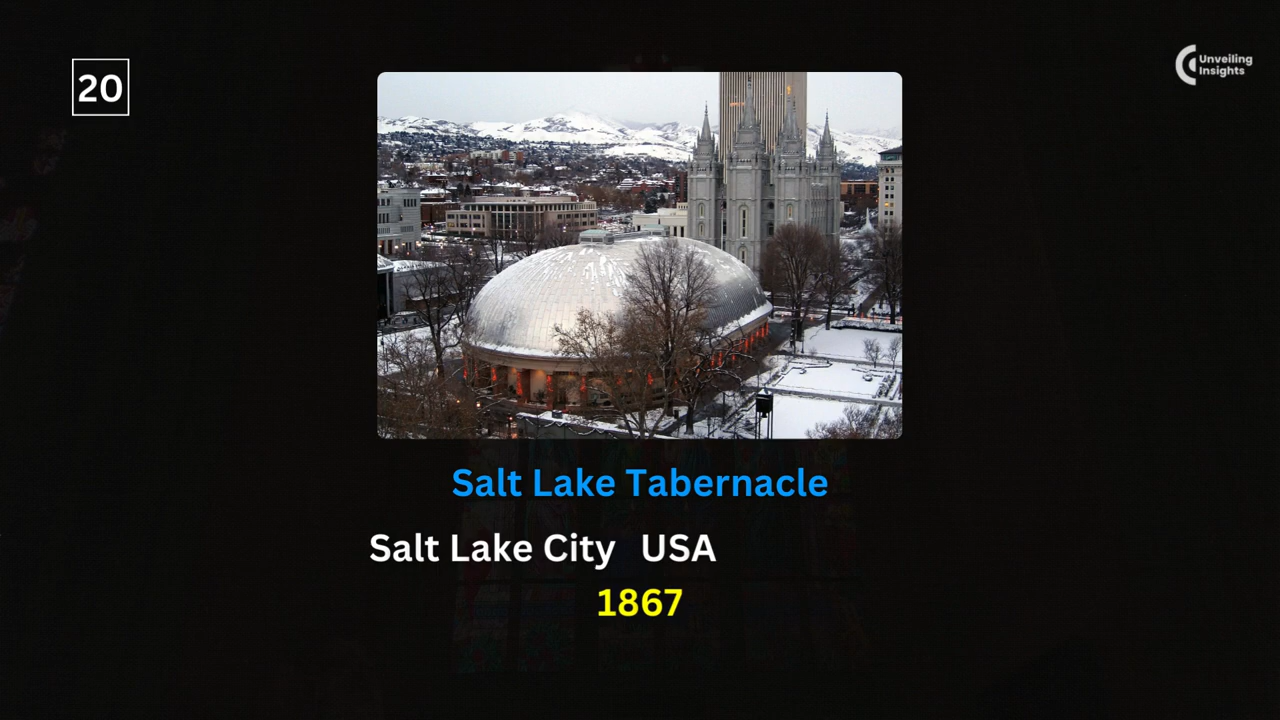 20
Unveiling
Insights
Salt Lake Tabernacle
Salt Lake City USA
1867